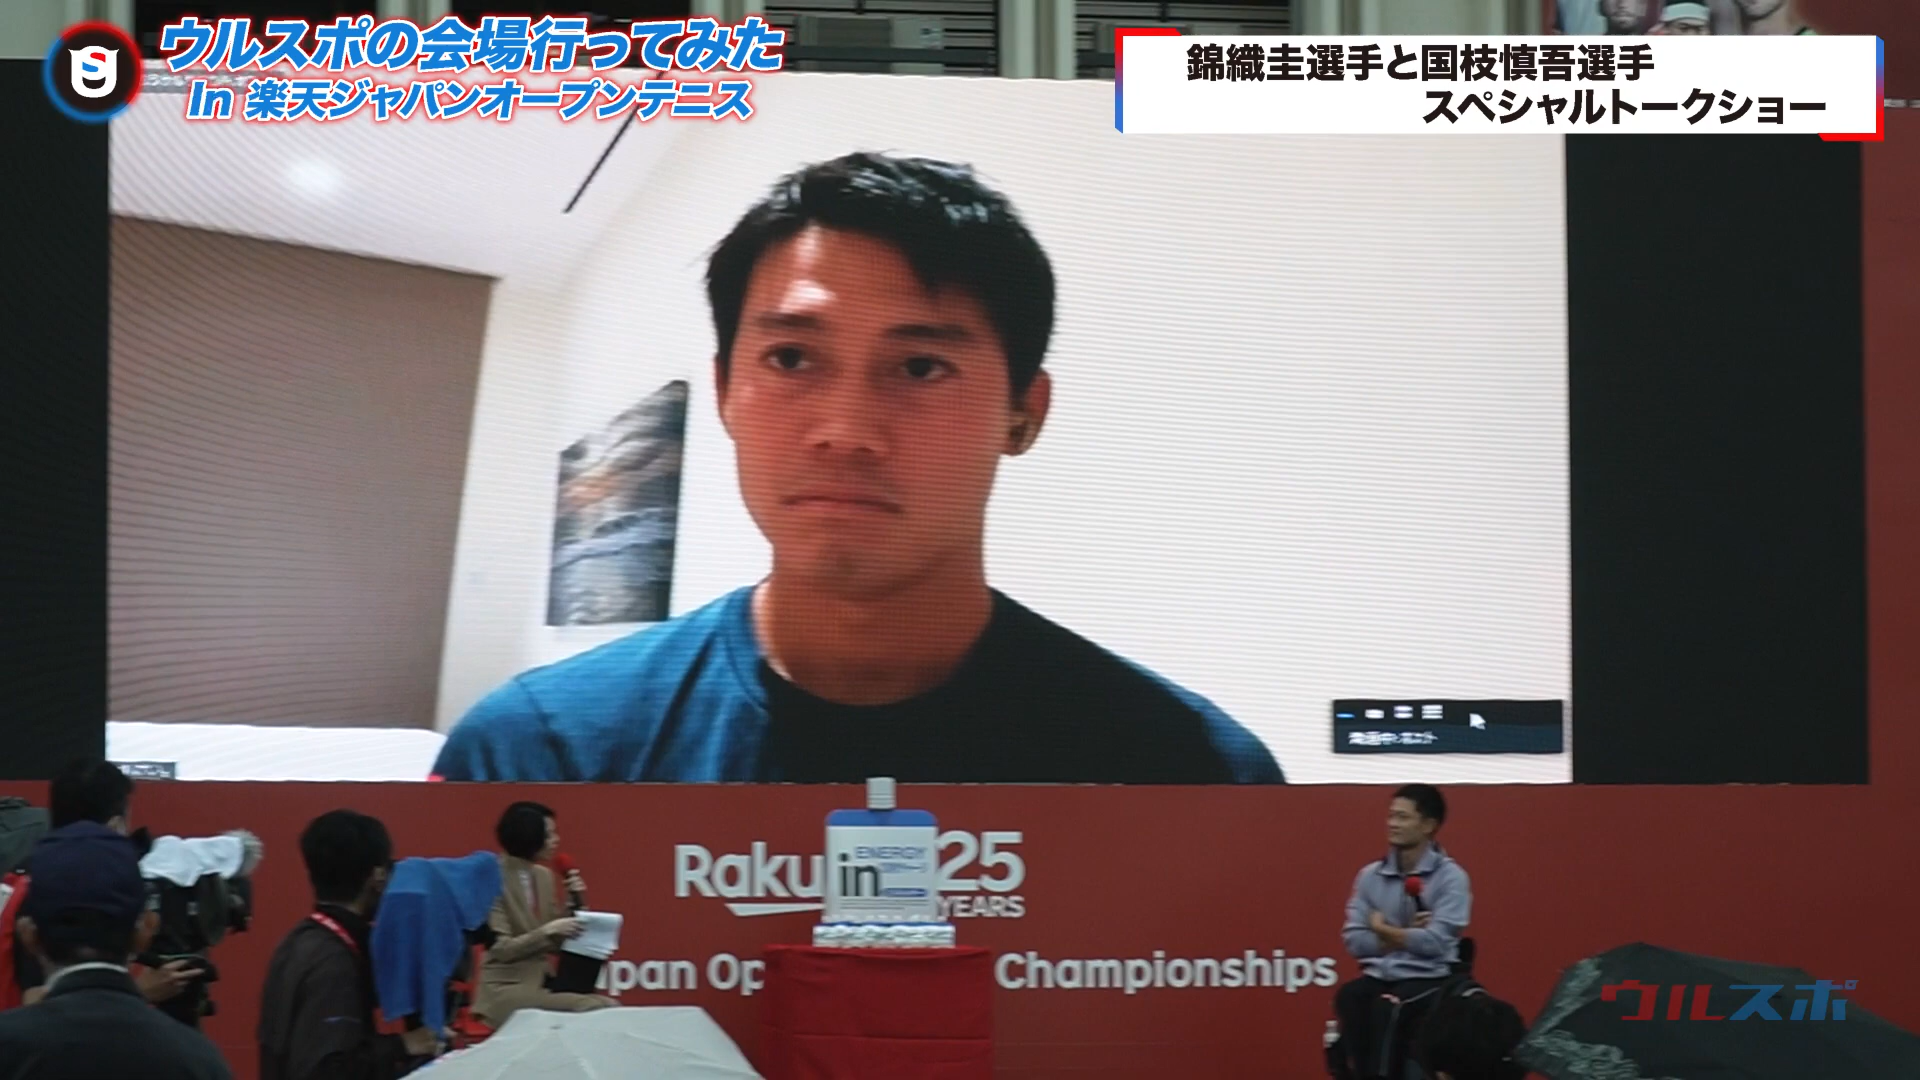 ウルスポの会場行ってみた
In 楽天ジャパンオープンテニス
錦織圭選手と国枝慎吾選手
スペシャルトークショー
Raku 25
YEARS
ENERGY
in
pan Op Championships
ウルスポ